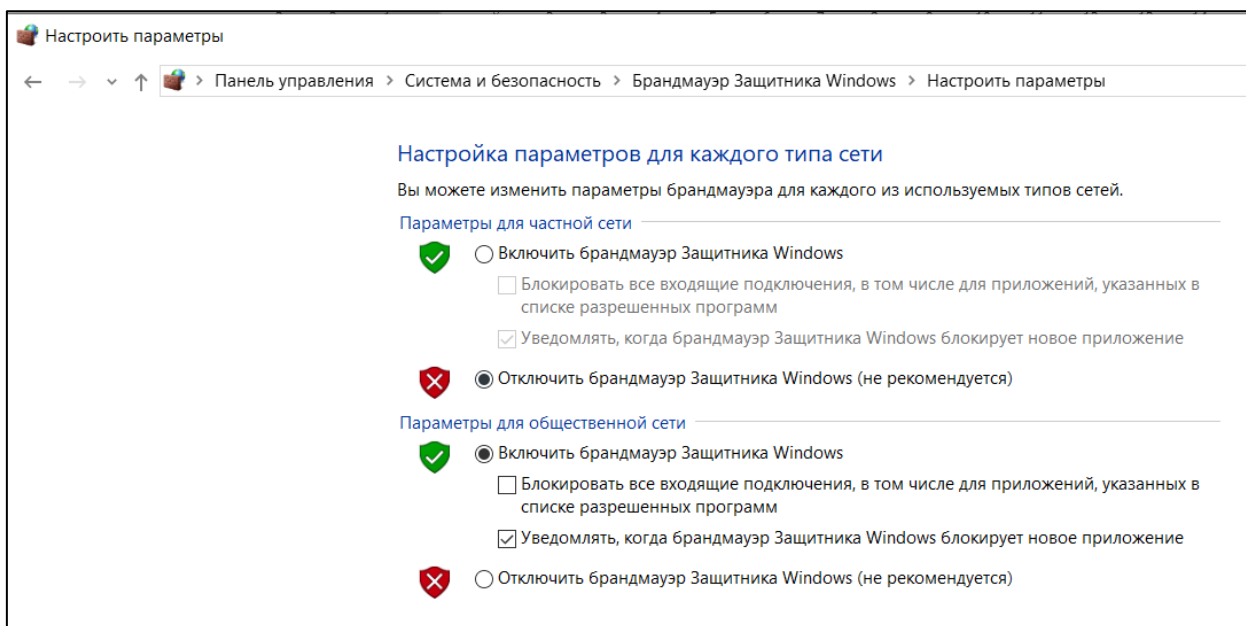 Настроить параметры
Панель управления > Система и безопасность > Брандмауэр Защитника Windows > Настроить параметры
Настройка параметров для каждого типа сети
Вы можете изменить параметры брандмауэра для каждого из используемых типов сетей.
Параметры для частной сети
Включить брандмауэр Защитника Windows
Блокировать все входящие подключения, в том числе для приложений, указанных в
списке разрешенных программ
Уведомлять, когда брандмауэр Защитника Windows блокирует новое приложение
Отключить брандмауэр Защитника Windows (не рекомендуется)
Параметры для общественной сети
Включить брандмауэр Защитника Windows
Блокировать все входящие подключения, в том числе для приложений, указанных в
списке разрешенных программ
Уведомлять, когда брандмауэр Защитника Windows блокирует новое приложение
Отключить брандмауэр Защитника Windows (не рекомендуется)